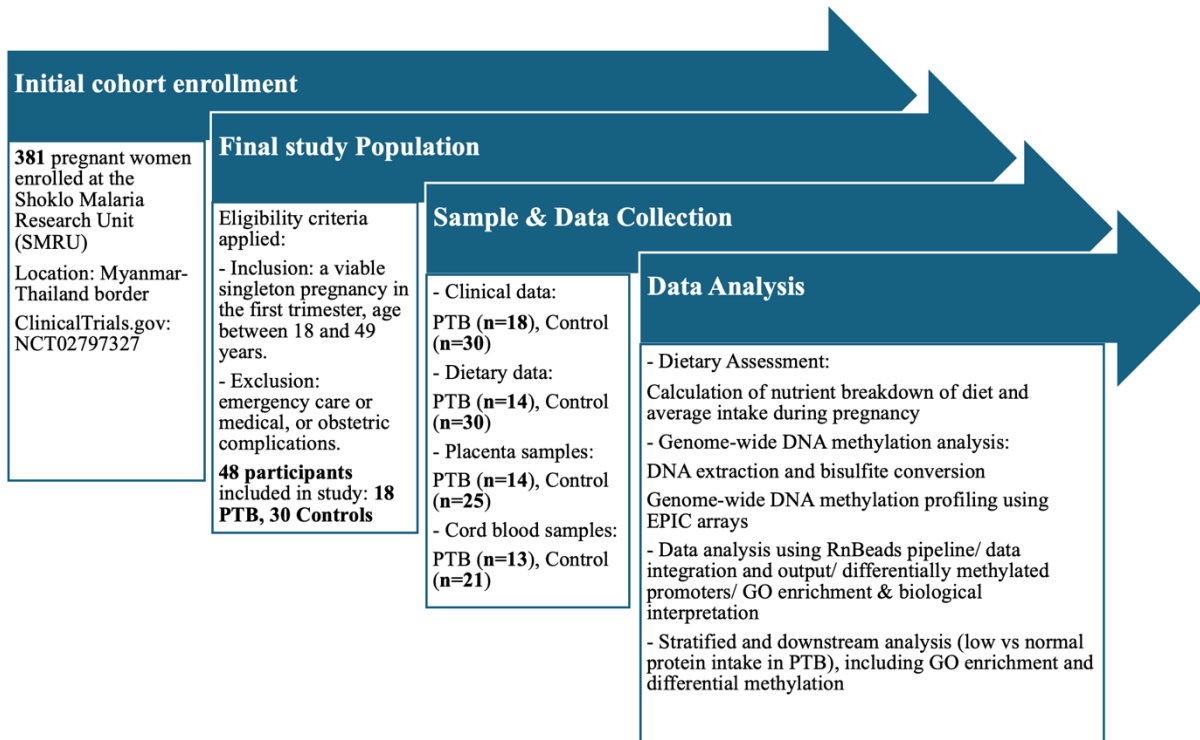 Initial cohort enrollment
381 pregnant women
enrolled at the
Shoklo Malaria
Research Unit
(SMRU)
Location: Myanmar-
Thailand border
ClinicalTrials.gov:
NCT02797327
Final study Population
Eligibility criteria
applied:
- Inclusion: a viable
singleton pregnancy in
the first trimester, age
between 18 and 49
years.
- Exclusion:
emergency care or
medical, or obstetric
complications.
48 participants
included in study: 18
PTB, 30 Controls
Sample & Data Collection
- Clinical data:
PTB (n=18), Control
(n=30)
- Dietary data:
PTB (n=14), Control
(n=30)
- Placenta samples:
PTB (n=14), Control
(n=25)
- Cord blood samples:
PTB (n=13), Control
(n=21)
Data Analysis
- Dietary Assessment:
Calculation of nutrient breakdown of diet and
average intake during pregnancy
- Genome-wide DNA methylation analysis:
DNA extraction and bisulfite conversion
Genome-wide DNA methylation profiling using
EPIC arrays
- Data analysis using RnBeads pipeline/ data
integration and output/ differentially methylated
promoters/ GO enrichment & biological
interpretation
- Stratified and downstream analysis (low vs normal
protein intake in PTB), including GO enrichment and
differential methylation